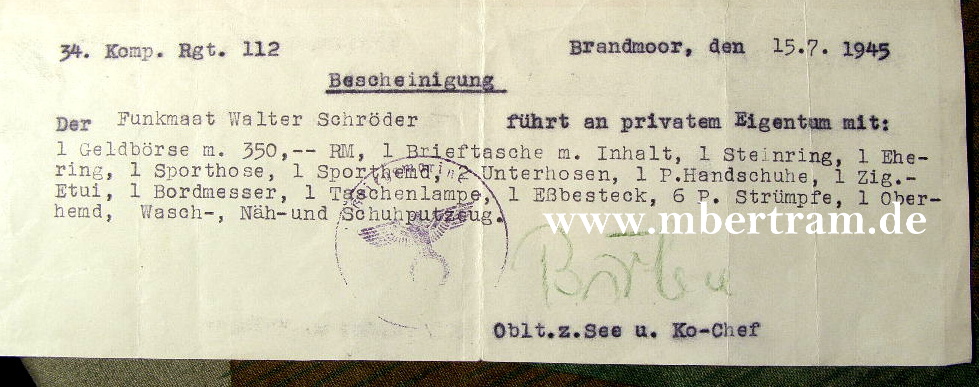 34. Komp. Rgt. 112 Brandmoor, den 15.7. 1945
Bescheinigung
Der Funkmaat Walter Schröder führt an privatem Eigentum mit:
1 Geldbörse m. 350,-- RM, 1 Brieftasche m. Inhalt, 1 Steinring, 1 Ehe-
ring, 1 Sporthose, 1 Sporthemd, 2 Unterhosen, 1 P.Handschuhe, 1 Zig.-
Etui, 1 Bordmesser, 1 Taschenlampe, 1 Eßbesteck, 6 P. Strümpfe, 1 Ober-
hemd, Wasch-, Näh-und Schuhputzeug.
www.mbertram.de
Oblt.z.See u. Ko-Chef